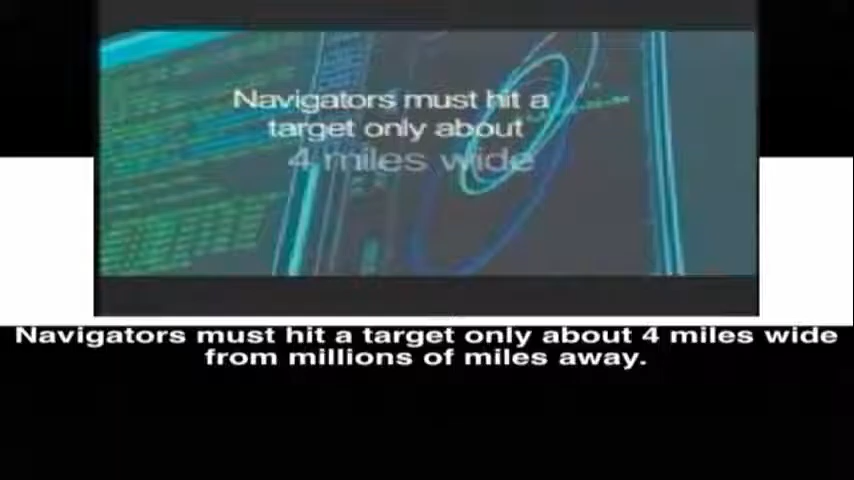 Navigators must hit a
target only about
4 miles wide
Navigators must hit a target only about 4 miles wide
from millions of miles away.